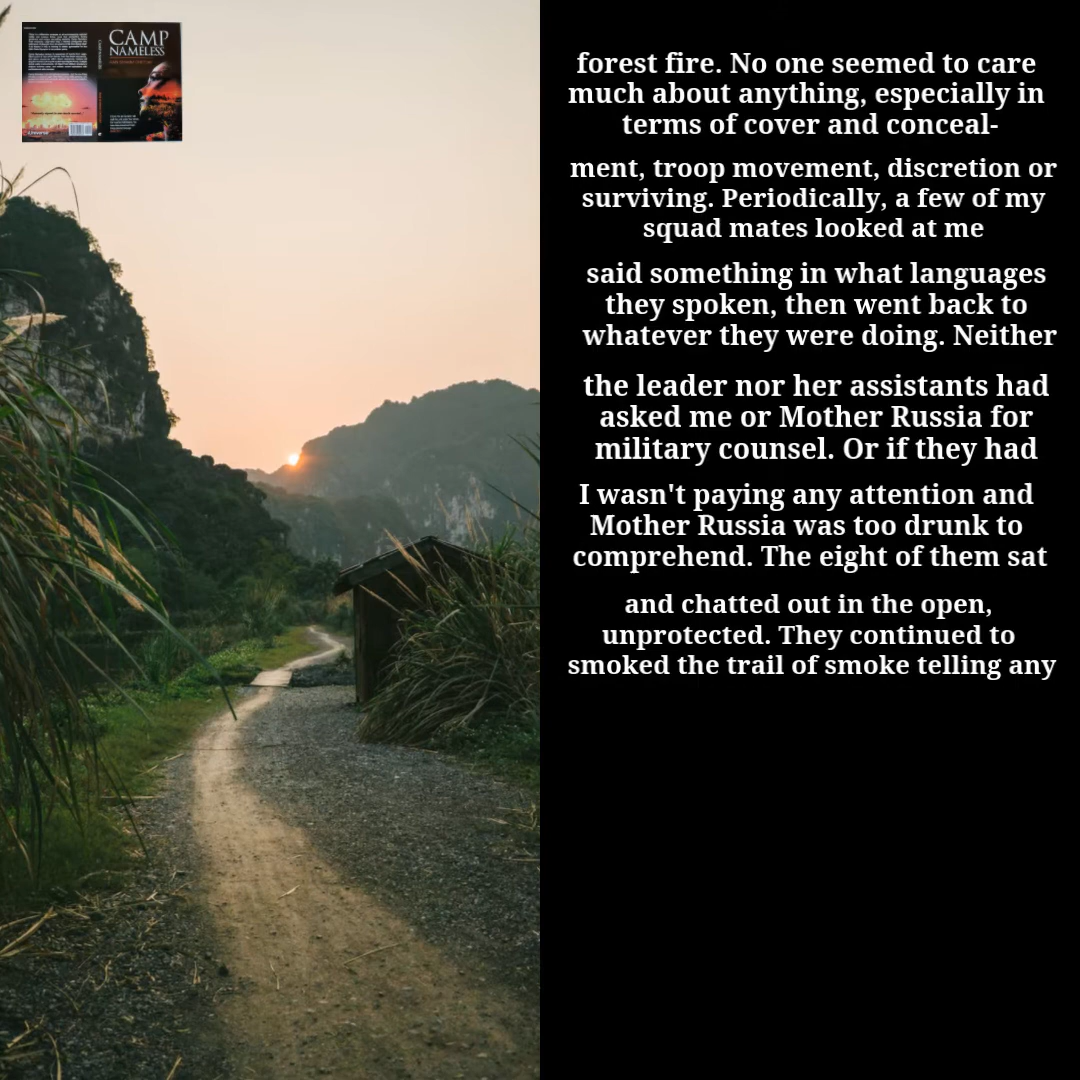 CAMP
NAMELESS
forest fire. No one seemed to care
much about anything, especially in
terms of cover and conceal-
ment, troop movement, discretion or
surviving. Periodically, a few of my
squad mates looked at me
said something in what languages
they spoken, then went back to
whatever they were doing. Neither
the leader nor her assistants had
asked me or Mother Russia for
military counsel. Or if they had
I wasn't paying any attention and
Mother Russia was too drunk to
comprehend. The eight of them sat
and chatted out in the open,
unprotected. They continued to
smoked the trail of smoke telling any